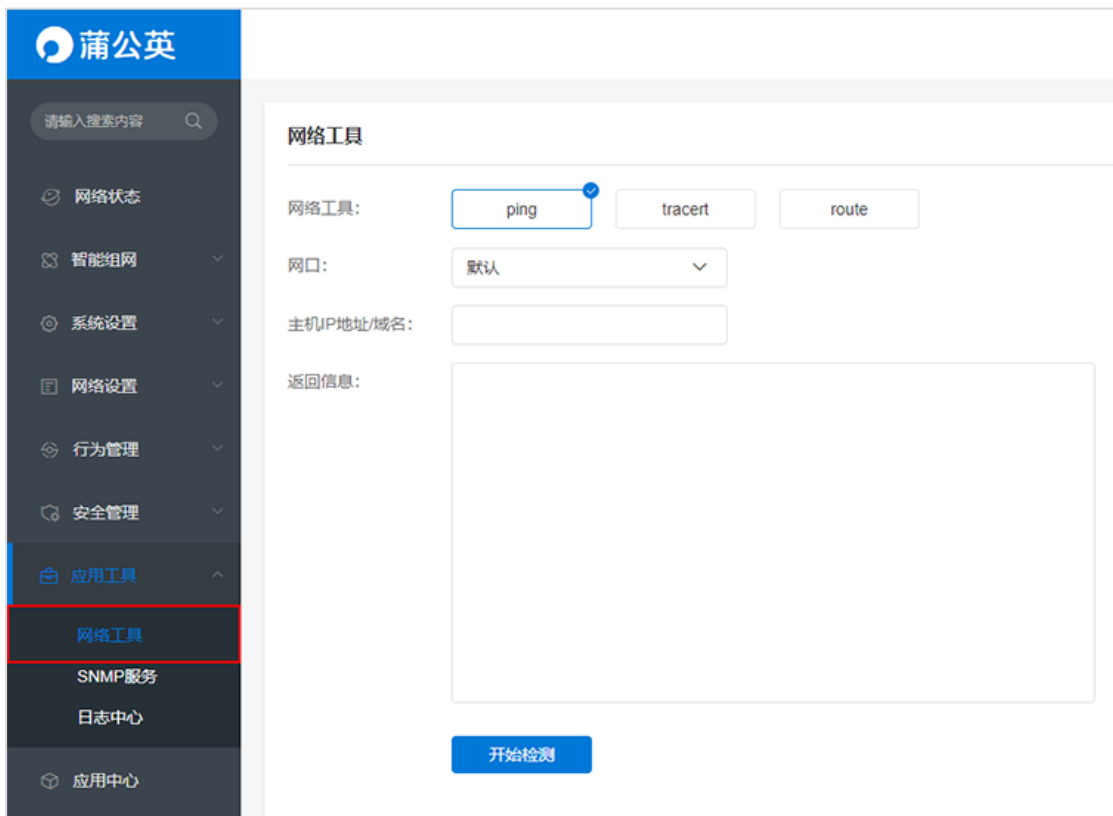 蒲公英
请输入搜索内容
网络状态
智能组网
系统设置
网络设置
行为管理
安全管理
应用工具
网络工具
SNMP服务
日志中心
应用中心
网络工具
网络工具：
ping
tracert
route
网口：
默认
主机IP地址/域名：
返回信息：
开始检测